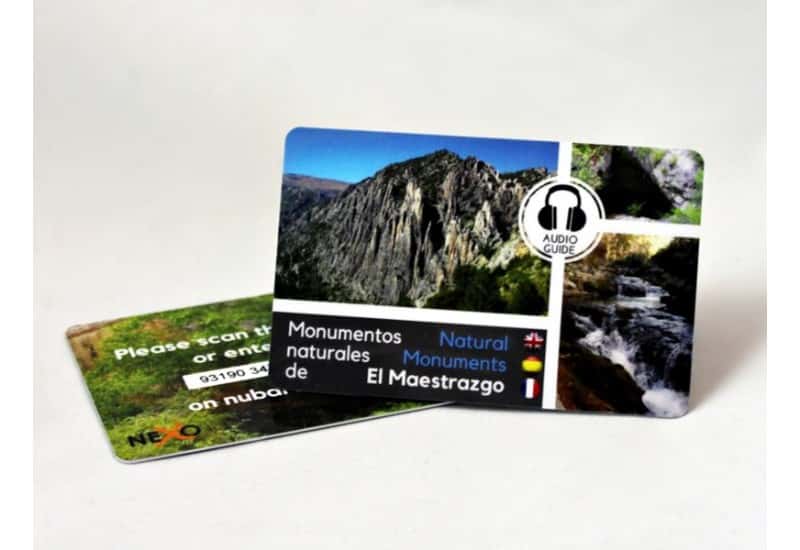 AUDIO
GUIDE
Monumentos
naturales
de
Natural
Monuments
El Maestrazgo
Please scan th
or ente
93190 34
on nuba
NEXO